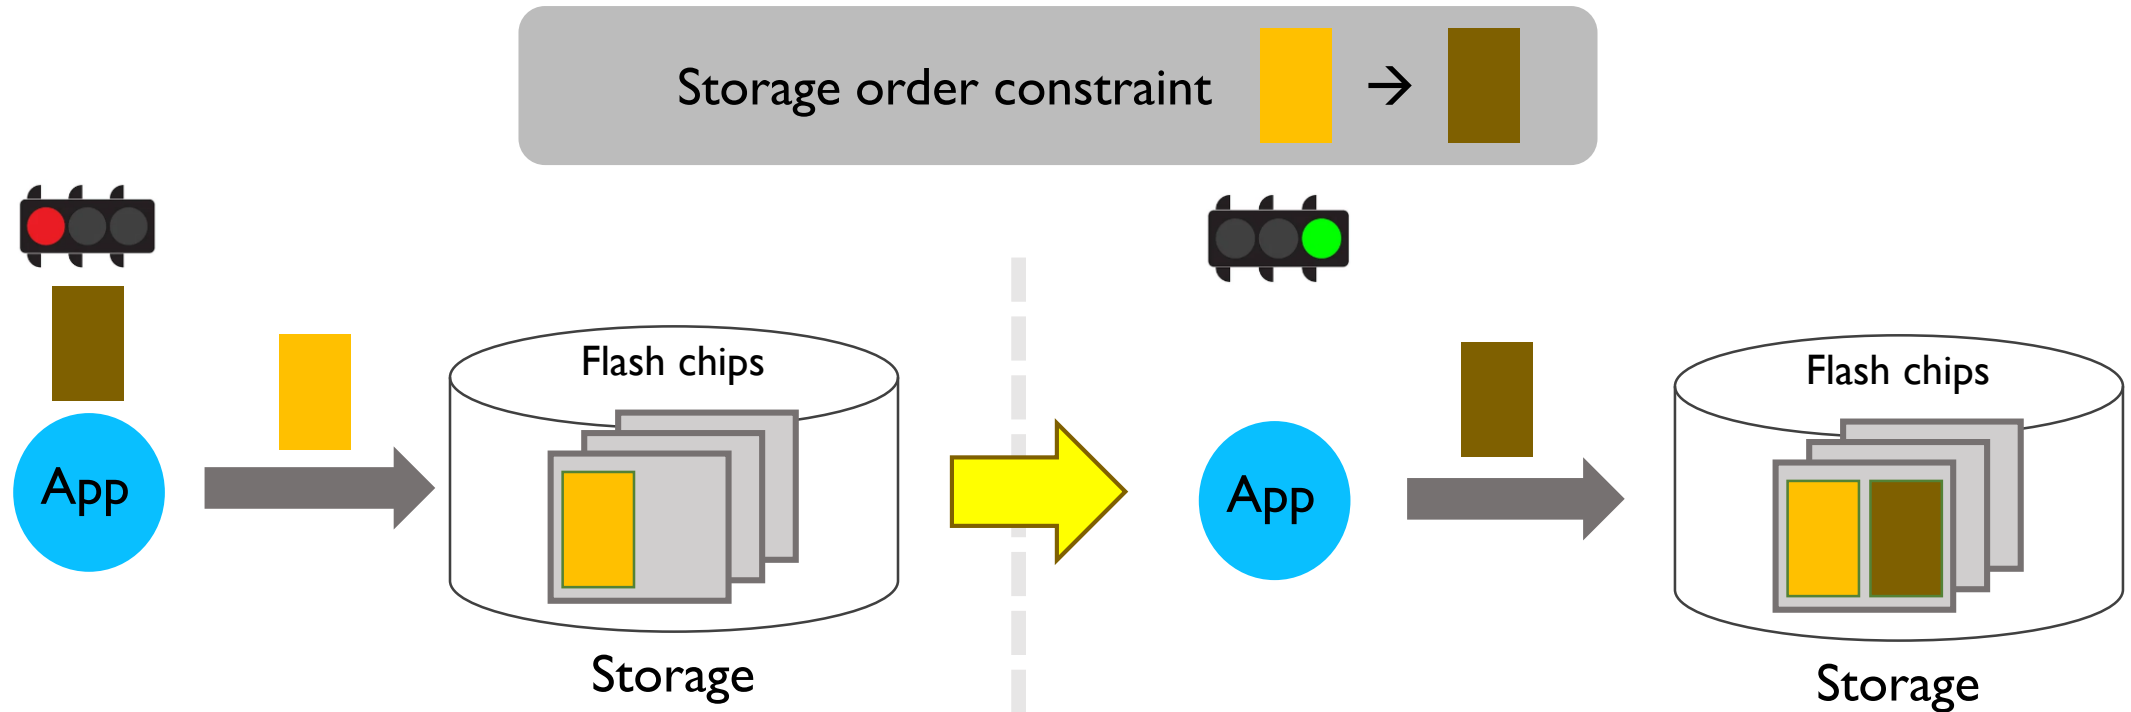 Storage order constraint →
Flash chips
App
Storage
Flash chips
App
Storage